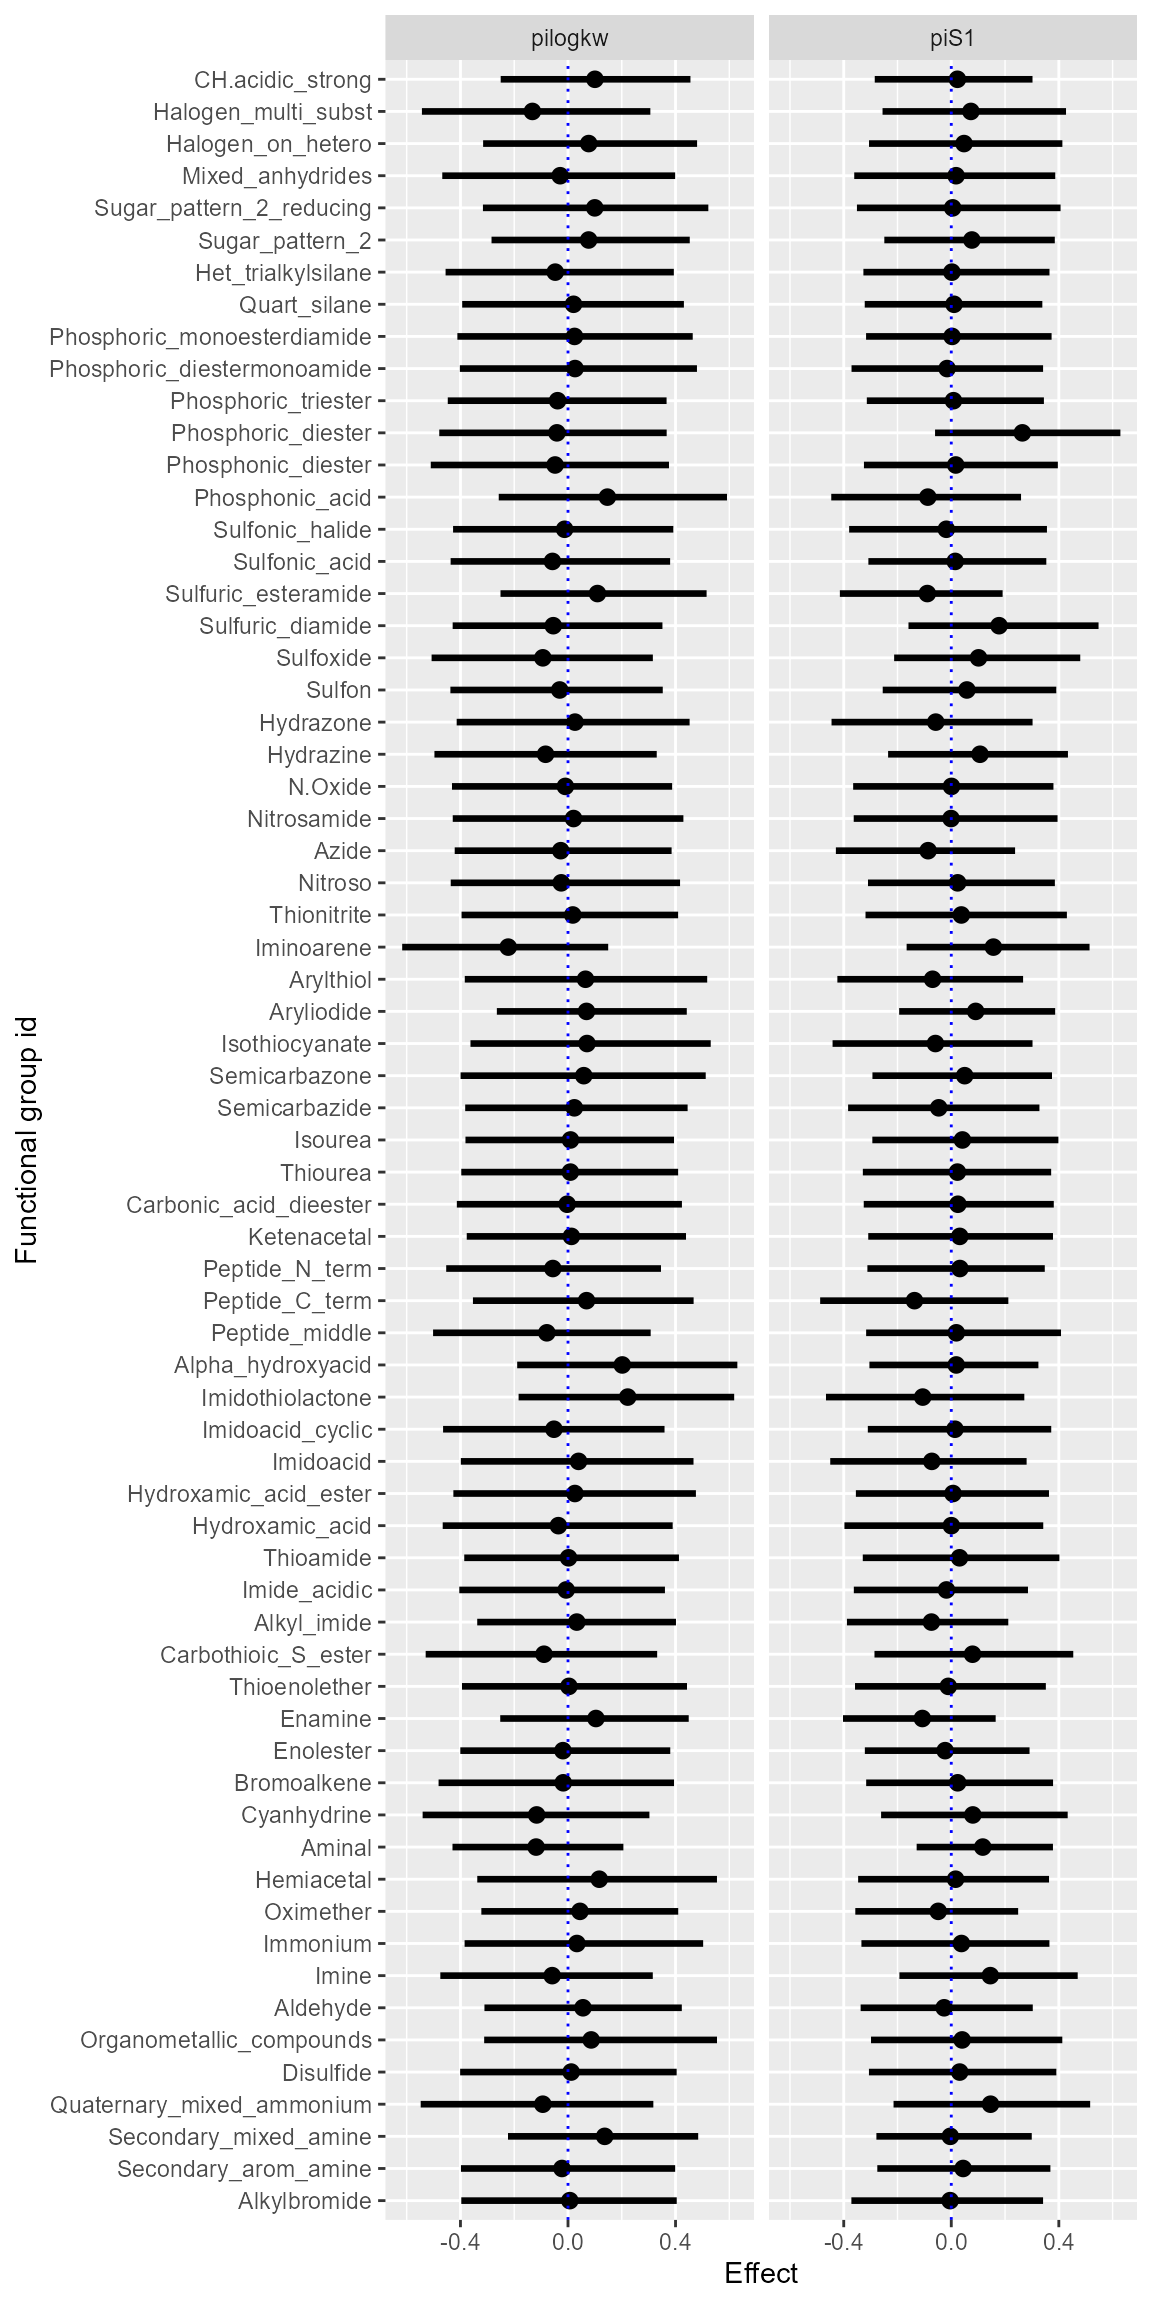 pilogkw piS1
CH.acidic_strong
Halogen_multi_subst
Halogen_on_hetero
Mixed_anhydrides
Sugar_pattern_2_reducing
Sugar_pattern_2
Het_trialkylsilane
Quart_silane
Phosphoric_monoesterdiamide
Phosphoric_diestermonoamide
Phosphoric_triester
Phosphoric_diester
Phosphonic_diester
Phosphonic_acid
Sulfonic_halide
Sulfonic_acid
Sulfuric_esteramide
Sulfuric_diamide
Sulfoxide
Sulfon
Hydrazone
Hydrazine
N.Oxide
Nitrosamide
Azide
Nitroso
Thionitrite
Iminoarene
Arylthiol
Aryliodide
Isothiocyanate
Semicarbazone
Semicarbazide
Isourea
Thiourea
Carbonic_acid_dieester
Ketenacetal
Peptide_N_term
Peptide_C_term
Peptide_middle
Alpha_hydroxyacid
Imidothiolactone
Imidoacid_cyclic
Imidoacid
Hydroxamic_acid_ester
Hydroxamic_acid
Thioamide
Imide_acidic
Alkyl_imide
Carbothioic_S_ester
Thioenolether
Enamine
Enolester
Bromoalkene
Cyanhydrine
Aminal
Hemiacetal
Oximether
Immonium
Imine
Aldehyde
Organometallic_compounds
Disulfide
Quaternary_mixed_ammonium
Secondary_mixed_amine
Secondary_arom_amine
Alkylbromide
Functional group id
-0.4 0.0 0.4 -0.4 0.0 0.4
Effect